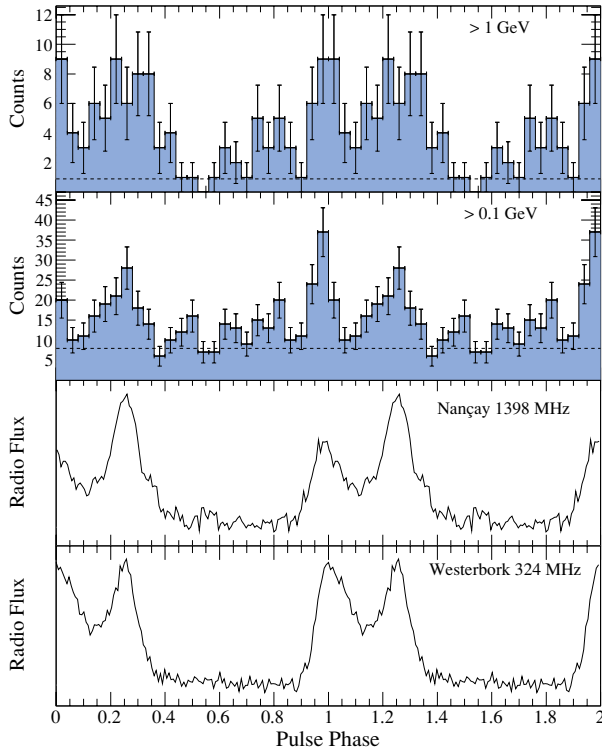 12
10
8
6
4
2
Counts
> 1 GeV
45
40
35
30
25
20
15
10
5
Counts
> 0.1 GeV
Radio Flux
Nançay 1398 MHz
Radio Flux
Westerbork 324 MHz
0 0.2 0.4 0.6 0.8 1 1.2 1.4 1.6 1.8 2
Pulse Phase